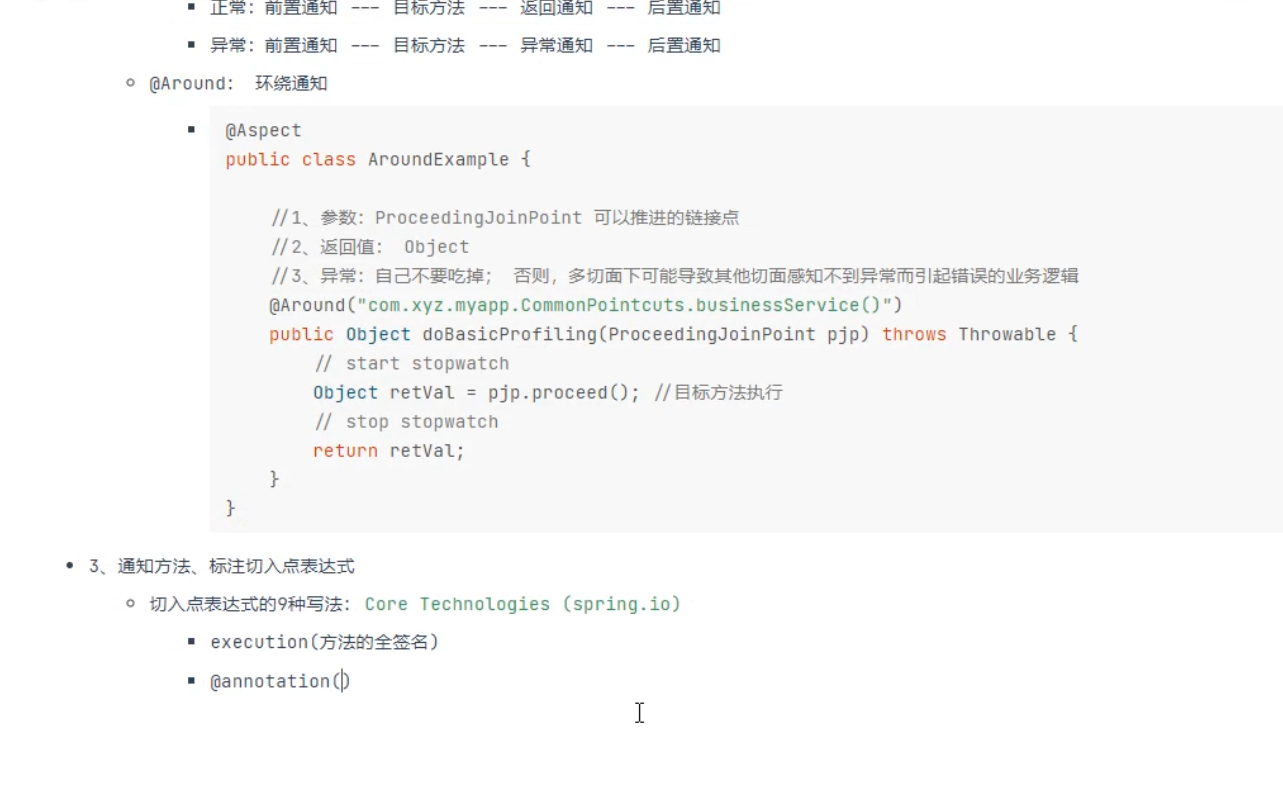 正常：前置通知 --- 目标方法 --- 返回通知 --- 后置通知
异常：前置通知 --- 目标方法 --- 异常通知 --- 后置通知
@Around： 环绕通知
@Aspect
public class AroundExample {
//1、参数：ProceedingJoinPoint 可以推进的链接点
//2、返回值： Object
//3、异常：自己不要吃掉； 否则，多切面下可能导致其他切面感知不到异常而引起错误的业务逻辑
@Around("com.xyz.myapp.CommonPointcuts.businessService()")
public Object doBasicProfiling(ProceedingJoinPoint pjp) throws Throwable {
// start stopwatch
Object retVal = pjp.proceed(); //目标方法执行
// stop stopwatch
return retVal;
}
}
3、通知方法、标注切入点表达式
切入点表达式的9种写法：Core Technologies (spring.io)
execution(方法的全签名)
@annotation()